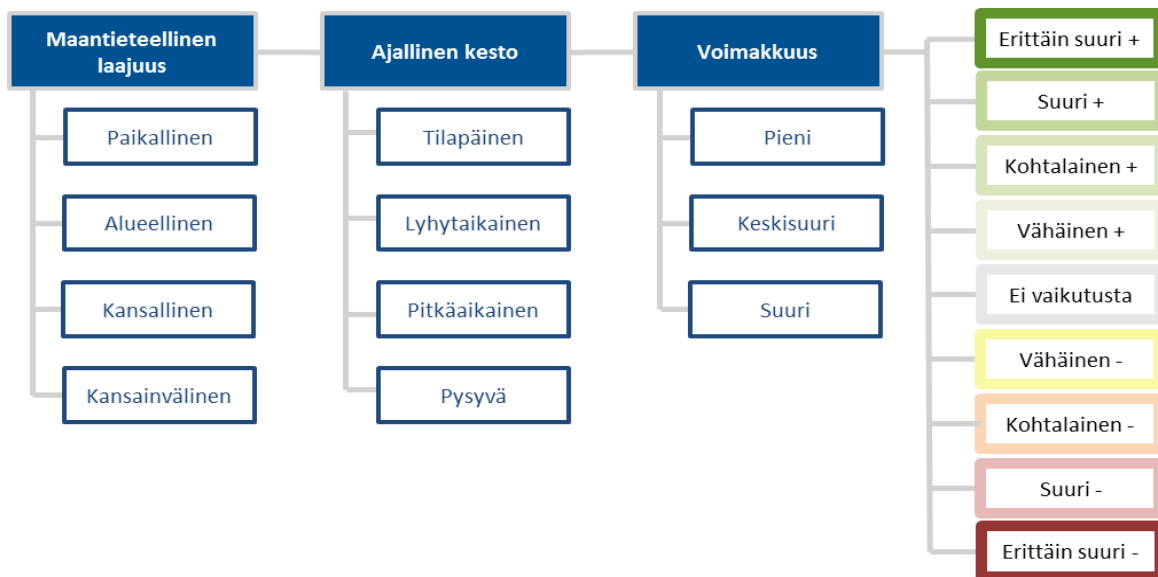 Maantieteellinen
laajuus
Paikallinen
Alueellinen
Kansallinen
Kansainvälinen
Ajallinen kesto
Tilapäinen
Lyhytaikainen
Pitkäaikainen
Pysyvä
Voimakkuus
Pieni
Keskisuuri
Suuri
Erittäin suuri +
Suuri +
Kohtalainen +
Vähäinen +
Ei vaikutusta
Vähäinen -
Kohtalainen -
Suuri -
Erittäin suuri -